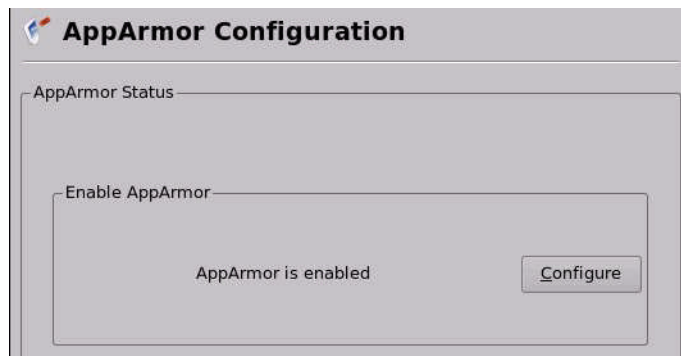 AppArmor Configuration
AppArmor Status
Enable AppArmor
AppArmor is enabled
Configure